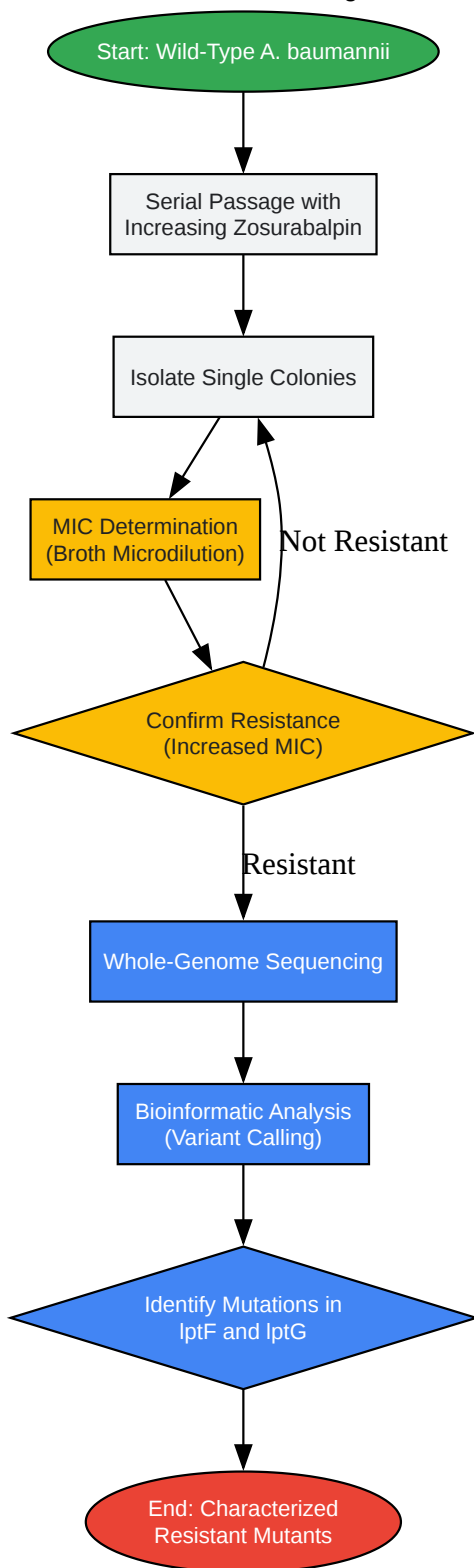 Start: Wild-Type A. baumannii
Serial Passage with
Increasing Zosurabalpin
Isolate Single Colonies
MIC Determination
(Broth Microdilution)
Not Resistant
Confirm Resistance
(Increased MIC)
Resistant
Whole-Genome Sequencing
Bioinformatic Analysis
(Variant Calling)
Identify Mutations in
lptF and lptG
End: Characterized
Resistant Mutants